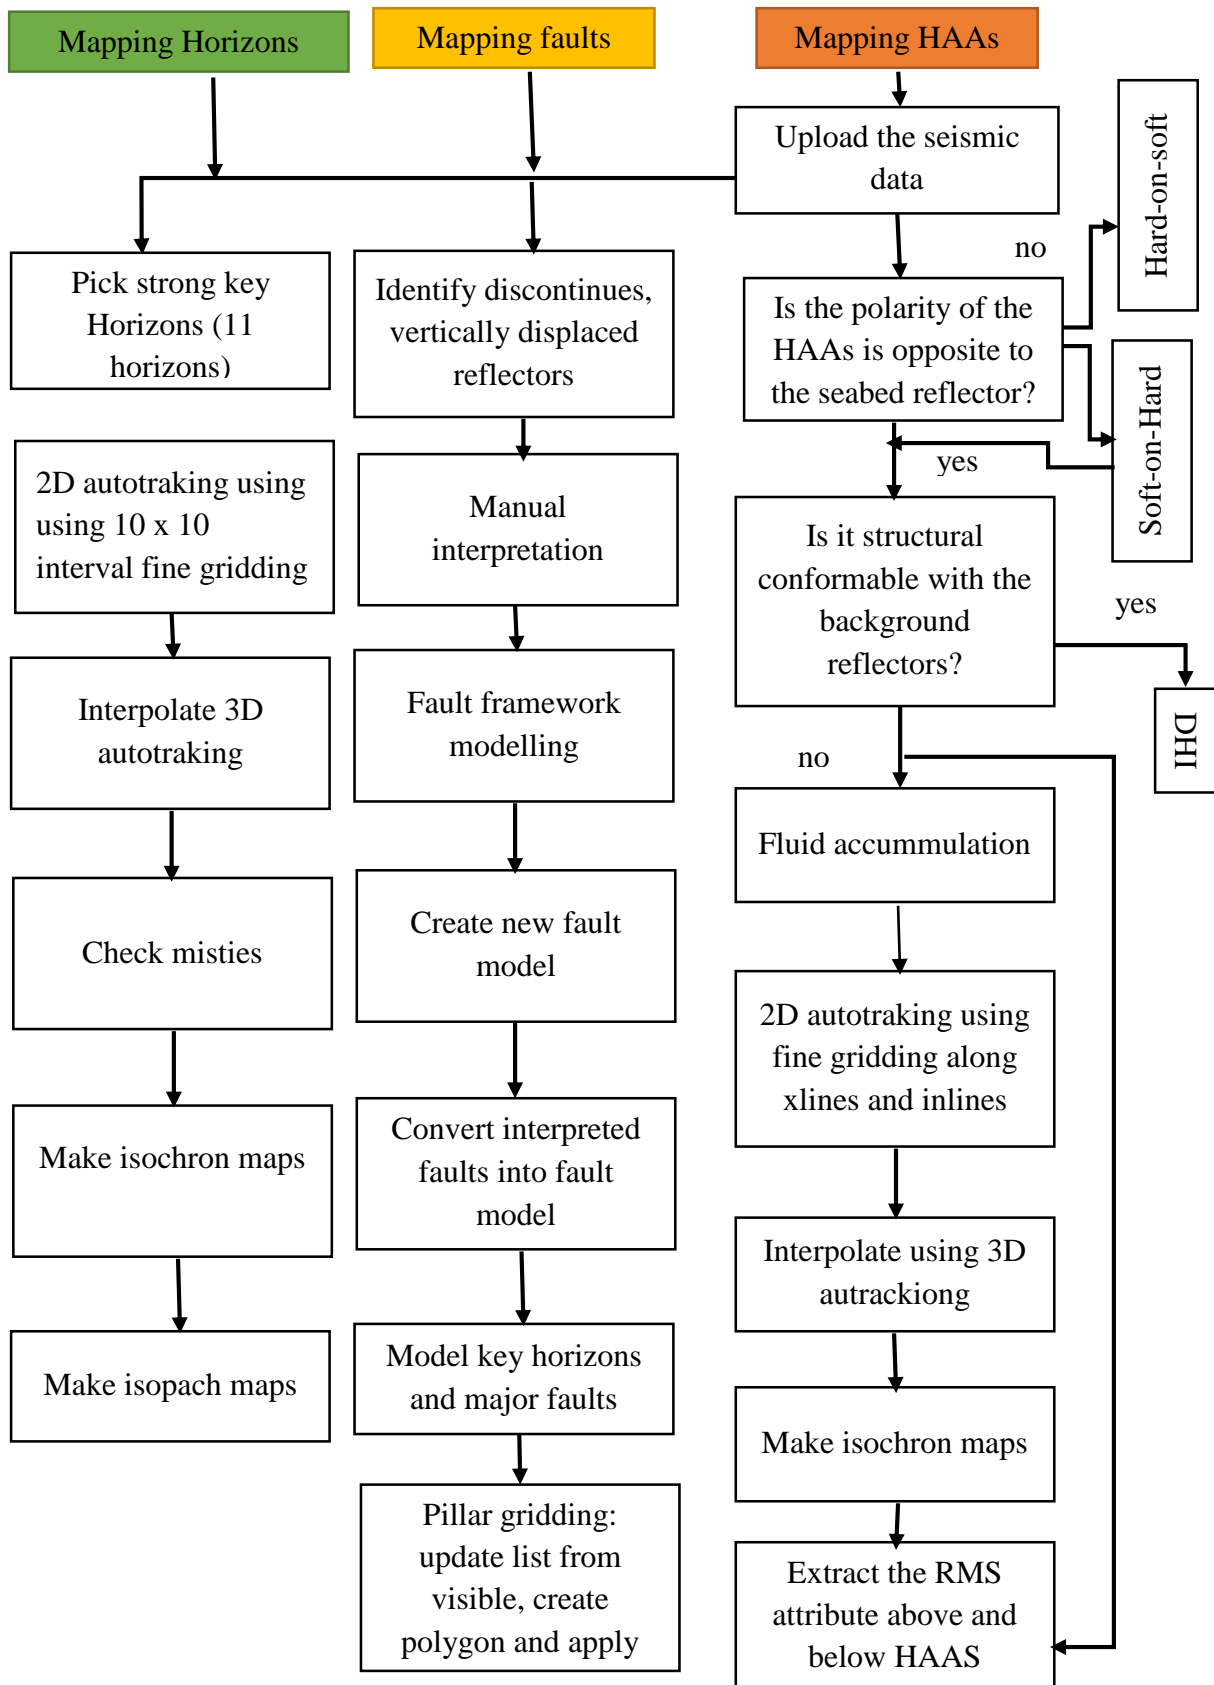 Mapping Horizons
Mapping faults
Mapping HAAs
Upload the seismic
data
Hard-on-soft
no
Pick strong key
Horizons (11
horizons)
Identify discontinues,
vertically displaced
reflectors
Is the polarity of the
HAAs is opposite to
the seabed reflector?
Soft-on-Hard
yes
2D autotraking using
using 10 x 10
interval fine gridding
Manual
interpretation
Is it structural
conformable with the
background
reflectors?
yes
DHI
no
Interpolate 3D
autotraking
Fault framework
modelling
Fluid accummulation
Check misties
Create new fault
model
2D autotraking using
fine gridding along
xlines and inlines
Make isochron maps
Convert interpreted
faults into fault
model
Interpolate using 3D
autrackiong
Make isopach maps
Model key horizons
and major faults
Make isochron maps
Pillar gridding:
update list from
visible, create
polygon and apply
Extract the RMS
attribute above and
below HAAS